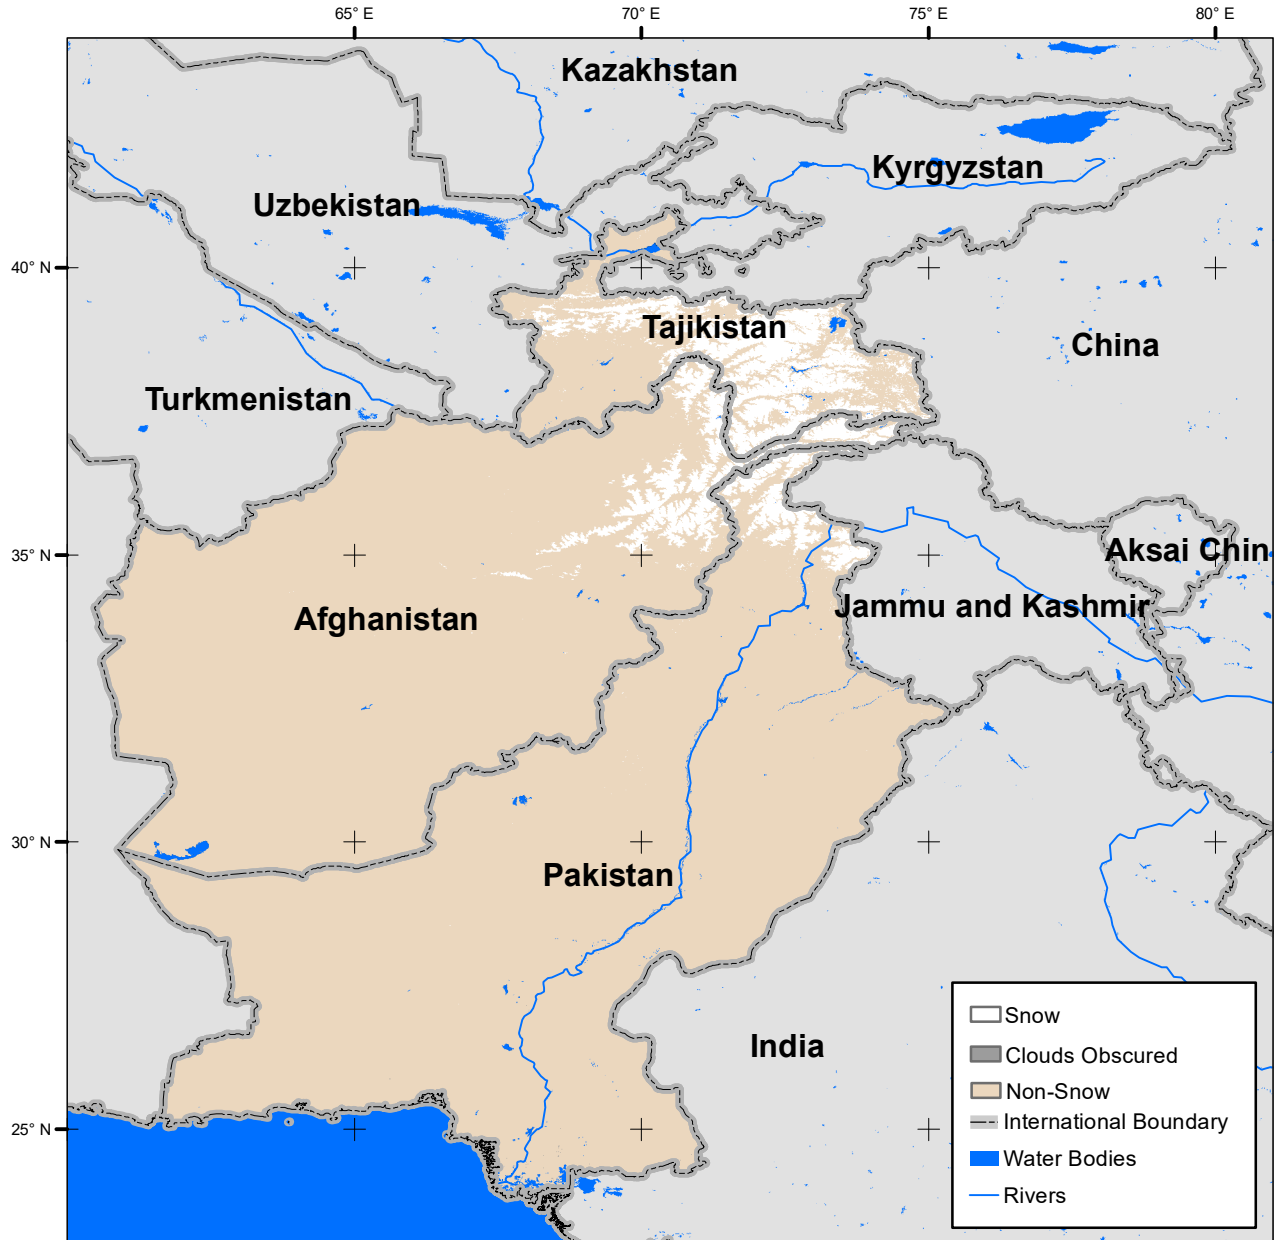 65° E
70° E
75° E
80° E
Kazakhstan
Kyrgyzstan
Uzbekistan
40° N
Tajikistan
China
Turkmenistan
35° N
Aksai Chin
Jammu and Kashmir
Afghanistan
30° N
Pakistan
India
25° N
Snow
Clouds Obscured
Non-Snow
International Boundary
Water Bodies
Rivers